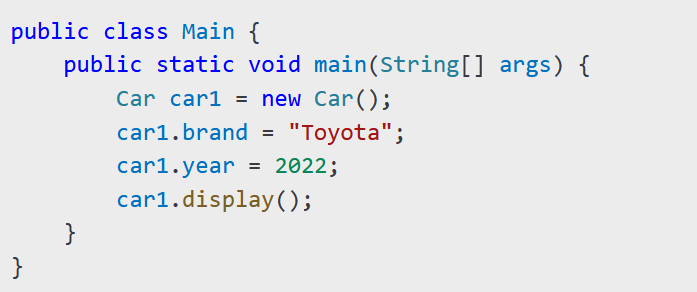 public class Main {
    public static void main(String[] args) {
        Car car1 = new Car();
        car1.brand = "Toyota";
        car1.year = 2022;
        car1.display();
    }
}